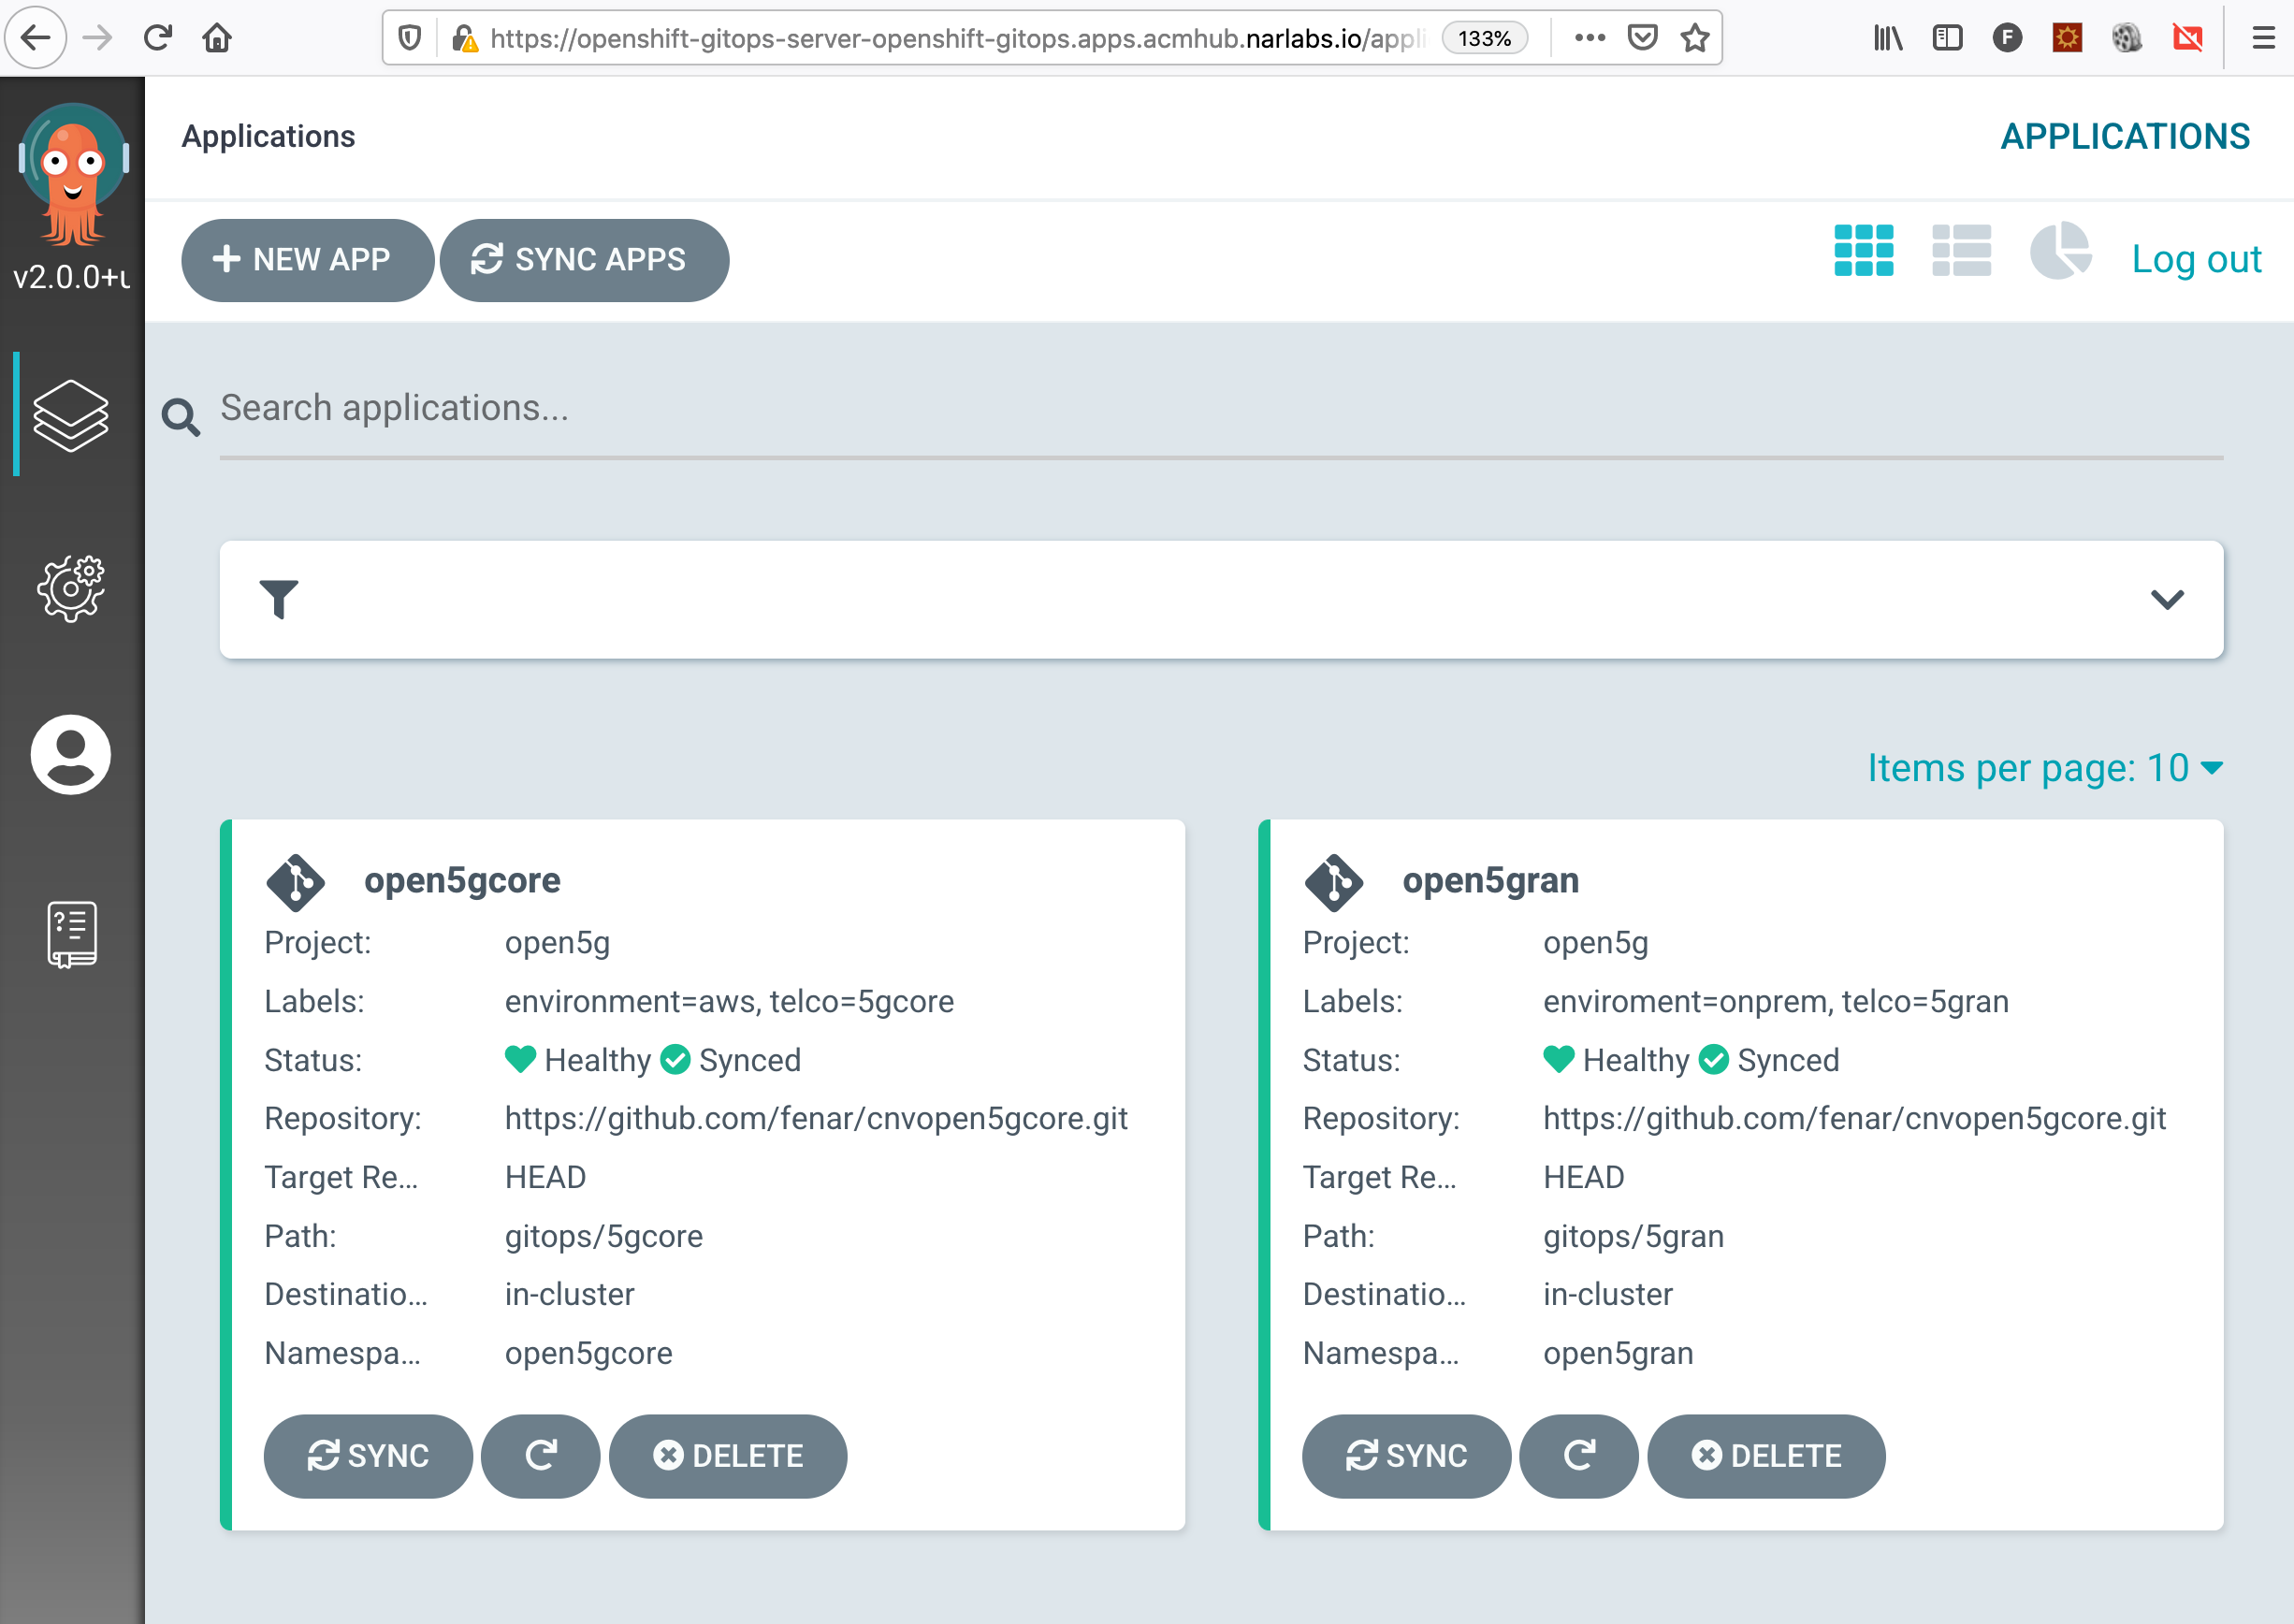 https://openshift-gitops-server-openshift-gitops.apps.acmhub.narlabs.io/appli 133%
F
Applications
APPLICATIONS
v2.0.0+u
NEW APP
SYNC APPS
Log out
Search applications...
Items per page: 10
open5gcore
Project: open5g
Labels: environment=aws, telco=5gcore
Status: Healthy Synced
Repository: https://github.com/fenar/cnvopen5gcore.git
Target Re...
HEAD
Path: gitops/5gcore
Destinatio... in-cluster
Namespa... open5gcore
SYNC
DELETE
open5gran
Project: open5g
Labels: enviroment=onprem, telco=5gran
Status: Healthy Synced
Repository: https://github.com/fenar/cnvopen5gcore.git
Target Re... HEAD
Path: gitops/5gran
Destinatio... in-cluster
Namespa... open5gran
SYNC
DELETE